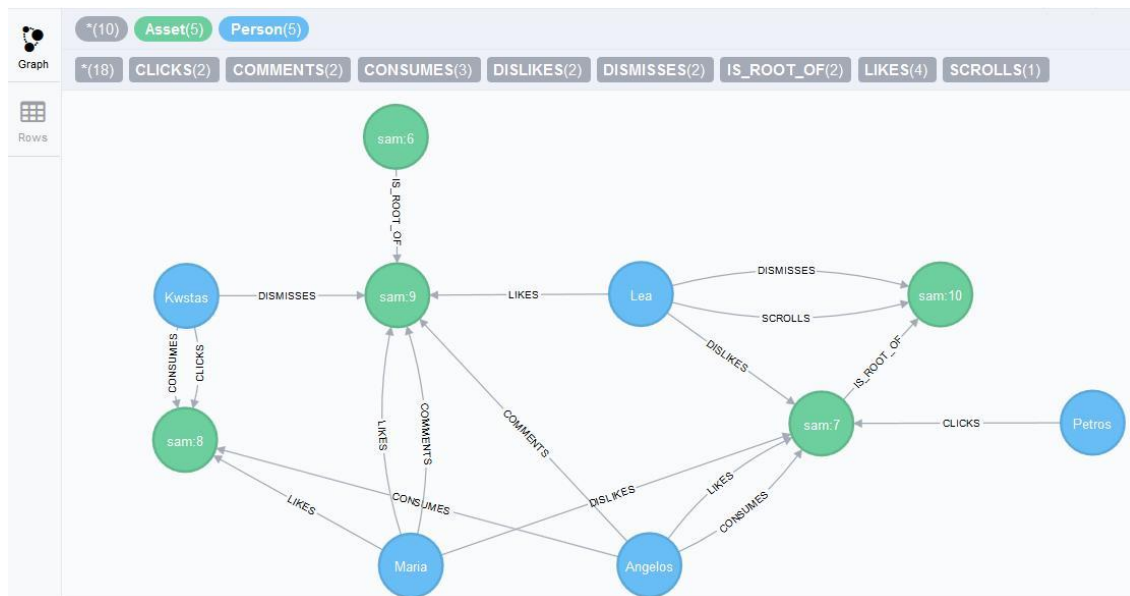 *(10) Asset(5) Person(5)
Graph
*(18) CLICKS(2) COMMENTS(2) CONSUMES(3) DISLIKES(2) DISMISSES(2) IS_ROOT_OF(2) LIKES(4) SCROLLS(1)
Rows
sam:6
IS_ROOT_OF
Kwstas
DISMISSES
sam:9
LIKES
Lea
DISMISSES
SCROLLS
sam:10
CONSUMES
CLICKS
DISLIKES
IS_ROOT_OF
sam:8
LIKES
COMMENTS
COMMENTS
sam:7
CLICKS
Petros
LIKES
CONSUMES
DISLIKES
LIKES
CONSUMES
Maria
Angelos